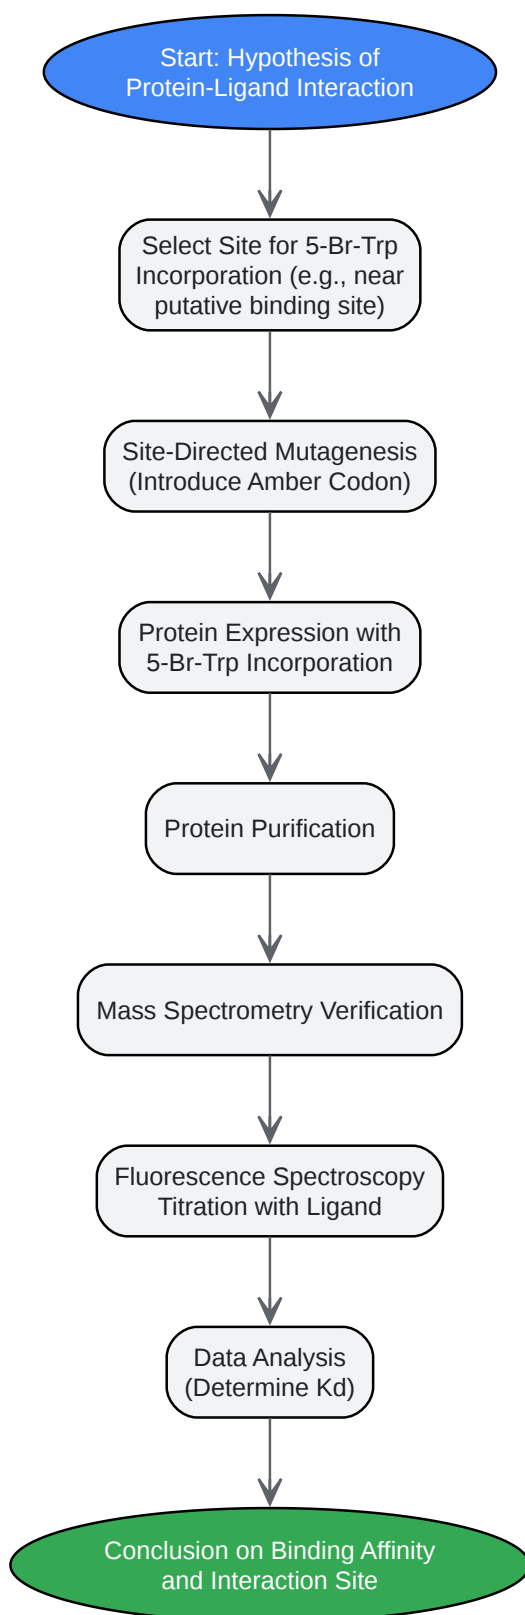 Start: Hypothesis of
Protein-Ligand Interaction
Select Site for 5-Br-Trp
Incorporation (e.g., near
putative binding site)
Site-Directed Mutagenesis
(Introduce Amber Codon)
Protein Expression with
5-Br-Trp Incorporation
Protein Purification
Mass Spectrometry Verification
Fluorescence Spectroscopy
Titration with Ligand
Data Analysis
(Determine Kd)
Conclusion on Binding Affinity
and Interaction Site